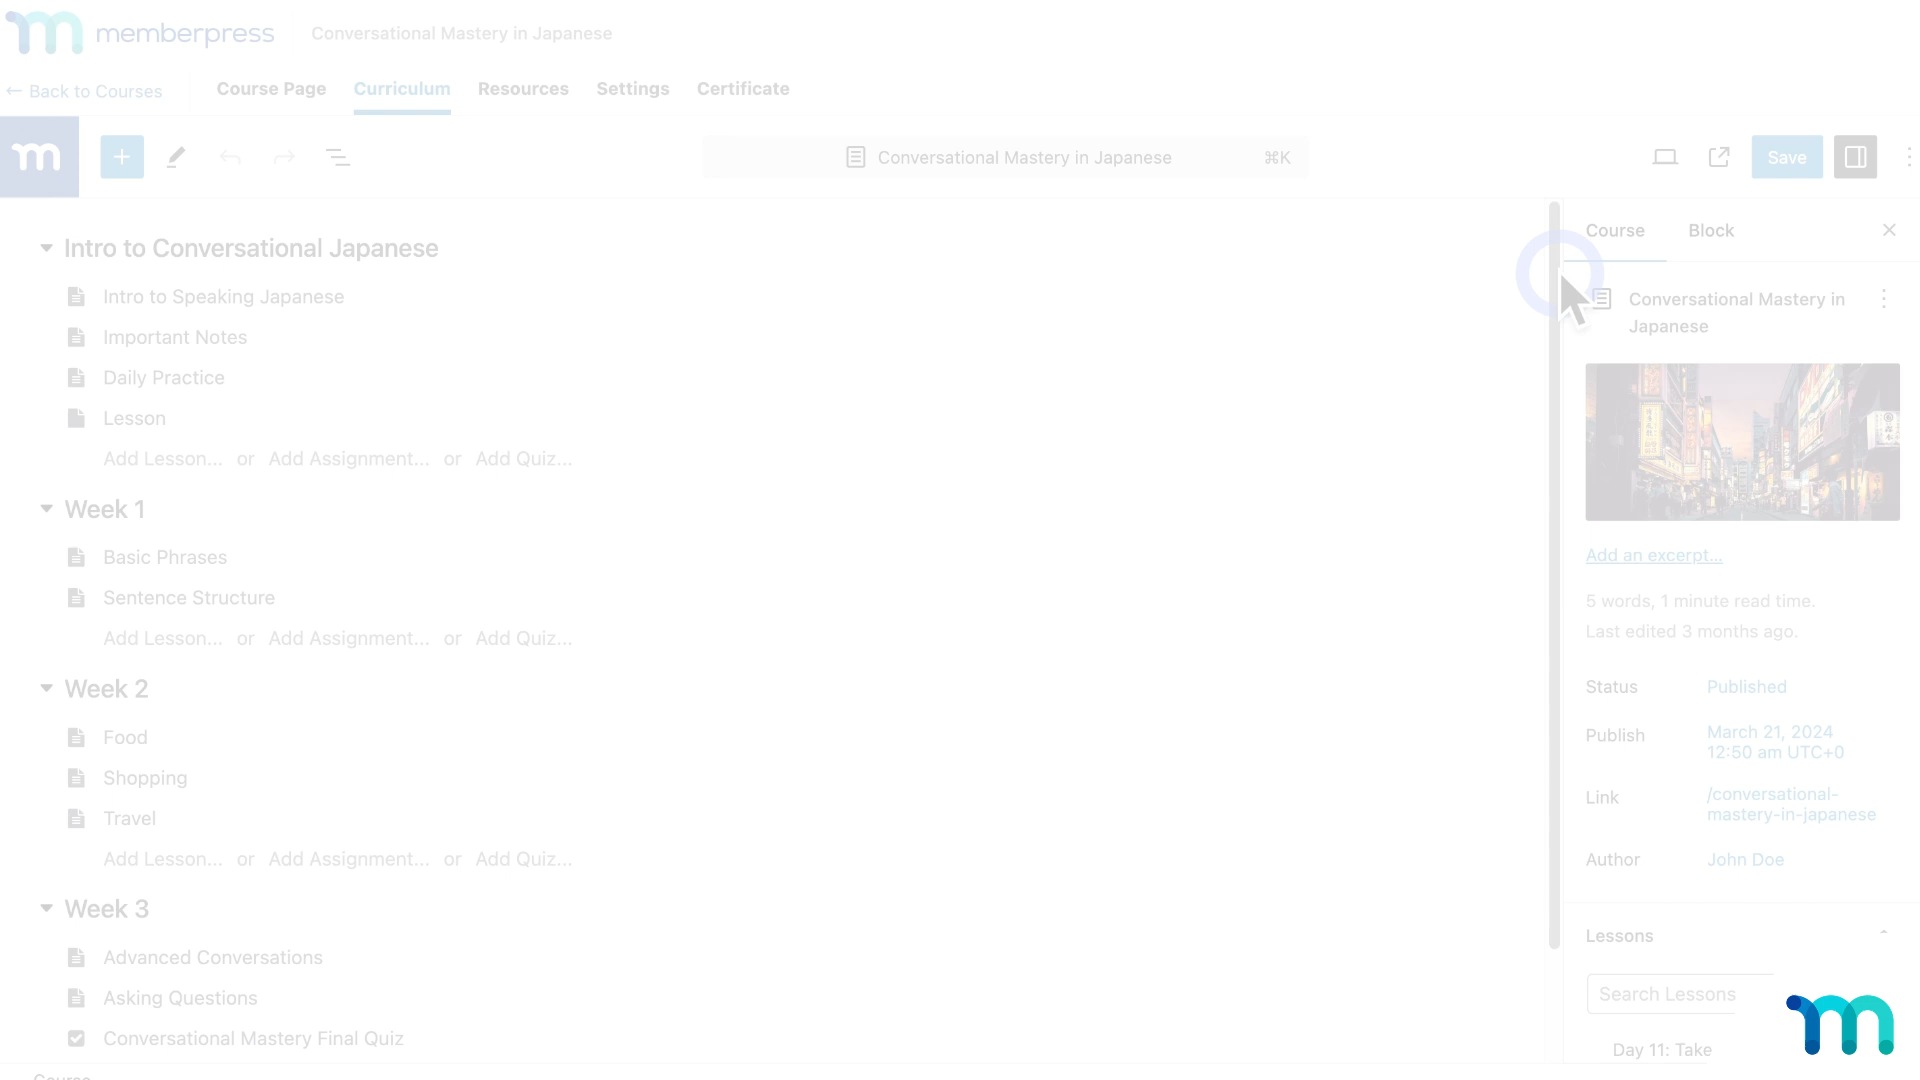 memberpress
Conversational Mastery in Japanese
← Back to Courses
Course Page
Curriculum
Resources
Settings
Certificate
Conversational Mastery in Japanese
⌘K
Save
Intro to Conversational Japanese
Intro to Speaking Japanese
Important Notes
Daily Practice
Lesson
Add Lesson... or Add Assignment... or Add Quiz...
Week 1
Basic Phrases
Sentence Structure
Add Lesson... or Add Assignment... or Add Quiz...
Week 2
Food
Shopping
Travel
Add Lesson... or Add Assignment... or Add Quiz...
Week 3
Advanced Conversations
Asking Questions
Conversational Mastery Final Quiz
Course
Course
Block
Conversational Mastery in
Japanese
Add an excerpt...
5 words, 1 minute read time.
Last edited 3 months ago.
Status
Published
Publish
March 21, 2024
12:50 am UTC+0
Link
/conversational-
mastery-in-japanese
Author
John Doe
Lessons
Search Lessons
Day 11: Take